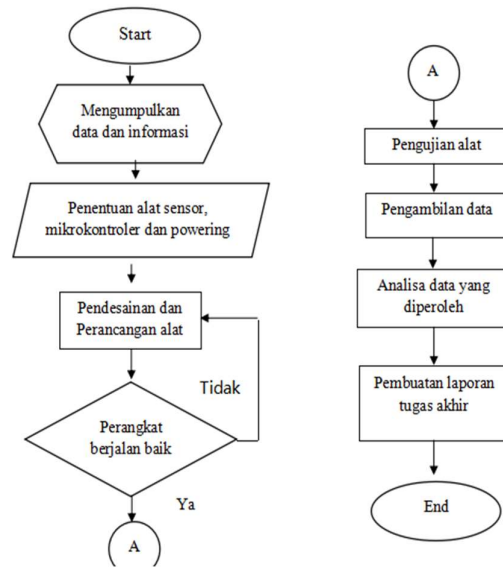 Start
Mengumpulkan
data dan informasi
Penentuan alat sensor,
mikrokontroler dan powering
Pendesainan dan
Perancangan alat
Tidak
Perangkat
berjalan baik
Ya
A
A
Pengujian alat
Pengambilan data
Analisa data yang
diperoleh
Pembuatan laporan
tugas akhir
End